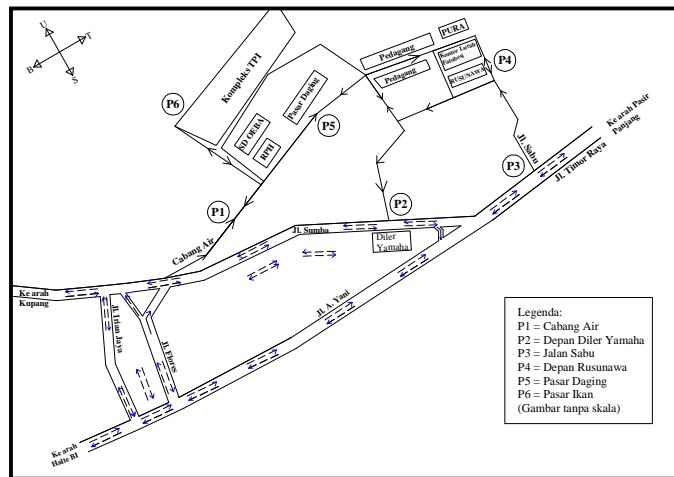 U
T
B
S
Kompleks TPI
P6
Pedagang
PURA
Kantor Lurah
Fatubesi
RUSUNAWA
P4
Pedagang
Pasar Daging
SD OEBA
RPH
P5
P1
Cabang Air
Jl. Sabu
P3
Ke arah Pasir
Panjang
Jl. Timor Raya
P2
Jl. Sumba
Diler
Yamaha
Ke arah
Kupang
Jl. Irian Jaya
Jl. Flores
Jl. A. Yani
Ke arah
Halte BI
Legenda:
P1 = Cabang Air
P2 = Depan Diler Yamaha
P3 = Jalan Sabu
P4 = Depan Rusunawa
P5 = Pasar Daging
P6 = Pasar Ikan
(Gambar tanpa skala)